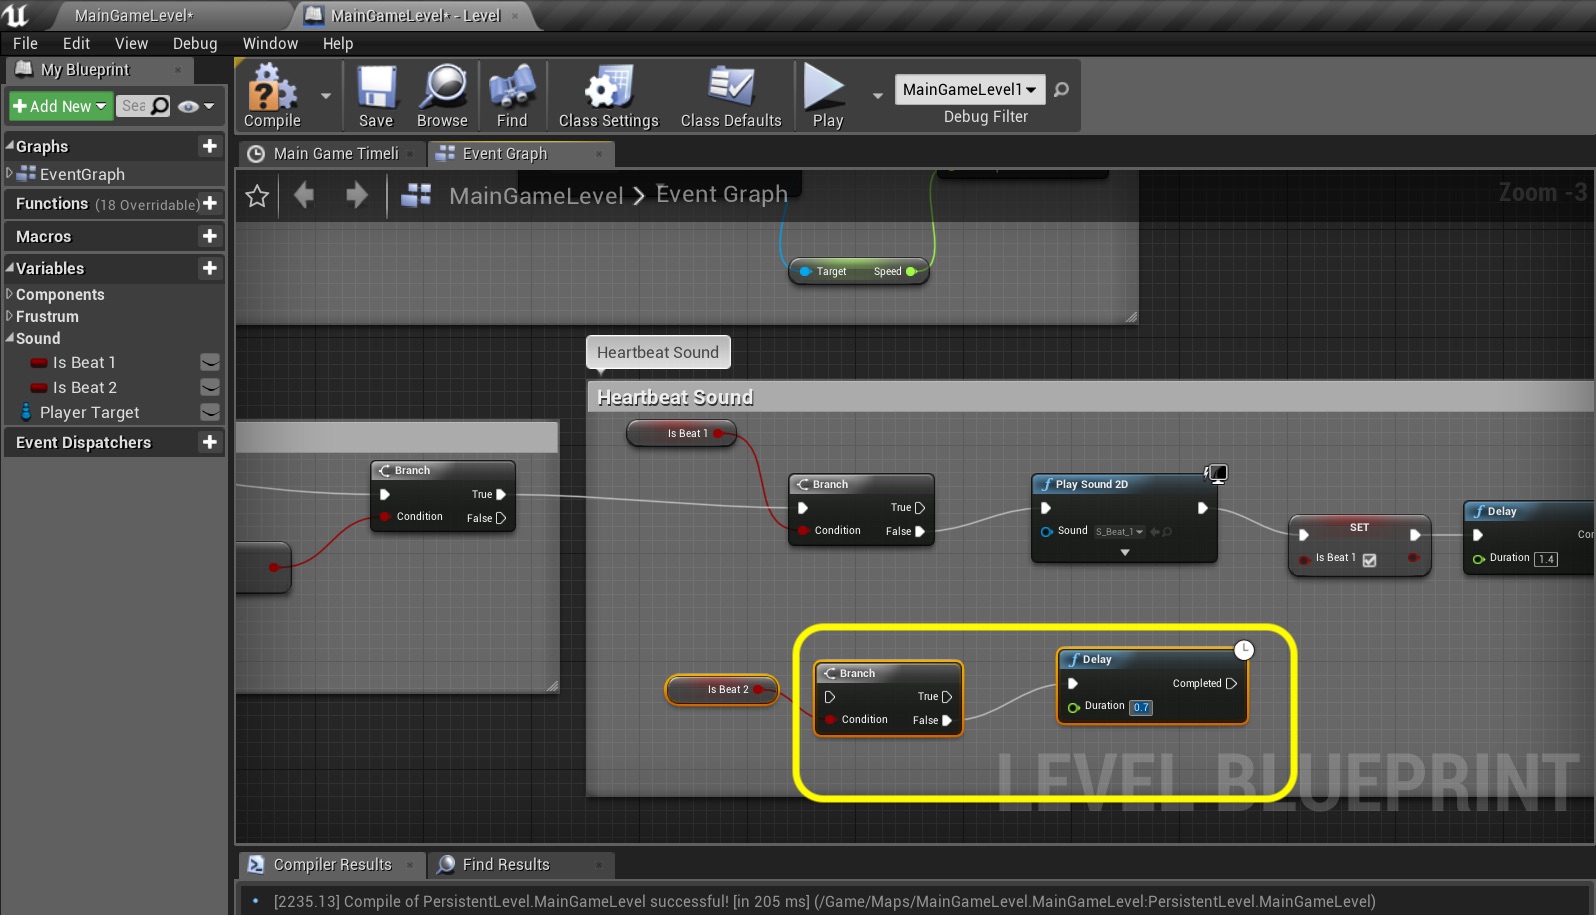 MainGameLevel*
MainGameLevel* - Level
File Edit View Debug Window Help
My Blueprint
Add New
Sea
Compile
Save
Browse
Find
Class Settings
Class Defaults
Play
MainGameLevel1
Debug Filter
Graphs
EventGraph
Functions (18 Overridable)
Macros
Variables
Components
Frustrum
Sound
Is Beat 1
Is Beat 2
Player Target
Event Dispatchers
Main Game Timeli
Event Graph
MainGameLevel > Event Graph
Zoom -3
Target Speed
Heartbeat Sound
Heartbeat Sound
Is Beat 1
Branch
True
Condition False
Branch
True
Condition False
Play Sound 2D
Sound S_Beat_1
SET
Is Beat 1
Delay
Cor
Duration 1.4
Is Beat 2
Branch
True
Condition False
Delay
Completed
Duration 0.7
LEVEL BLUEPRINT
Compiler Results
Find Results
• [2235.13] Compile of PersistentLevel.MainGameLevel successful! [in 205 ms] (/Game/Maps/MainGameLevel.MainGameLevel:PersistentLevel.MainGameLevel)